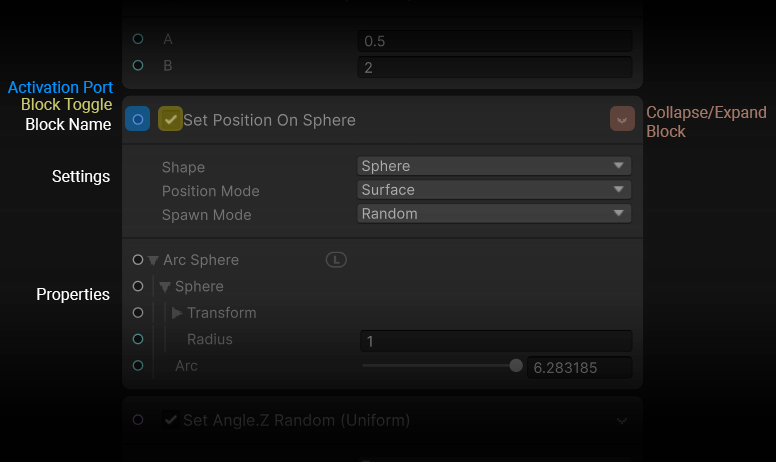 A 0.5
B 2
Activation Port
Block Toggle
Block Name
Set Position On Sphere
Collapse/Expand
Block
Settings
Shape Sphere
Position Mode Surface
Spawn Mode Random
Properties
Arc Sphere L
Sphere
Transform
Radius 1
Arc 6.283185
Set Angle.Z Random (Uniform)